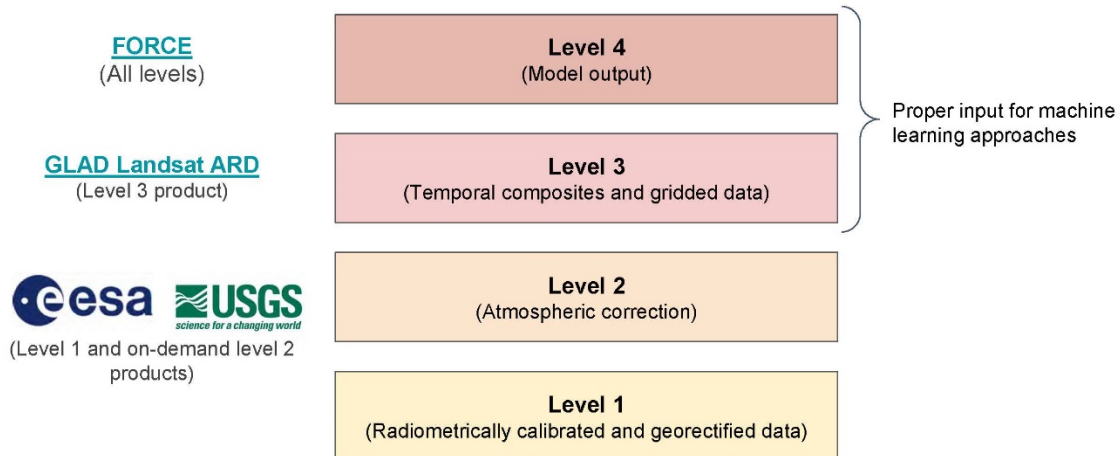 FORCE
(All levels)
Level 4
(Model output)
Proper input for machine
learning approaches
GLAD Landsat ARD
(Level 3 product)
Level 3
(Temporal composites and gridded data)
esa
USGS
science for a changing world
(Level 1 and on-demand level 2
products)
Level 2
(Atmospheric correction)
Level 1
(Radiometrically calibrated and georectified data)